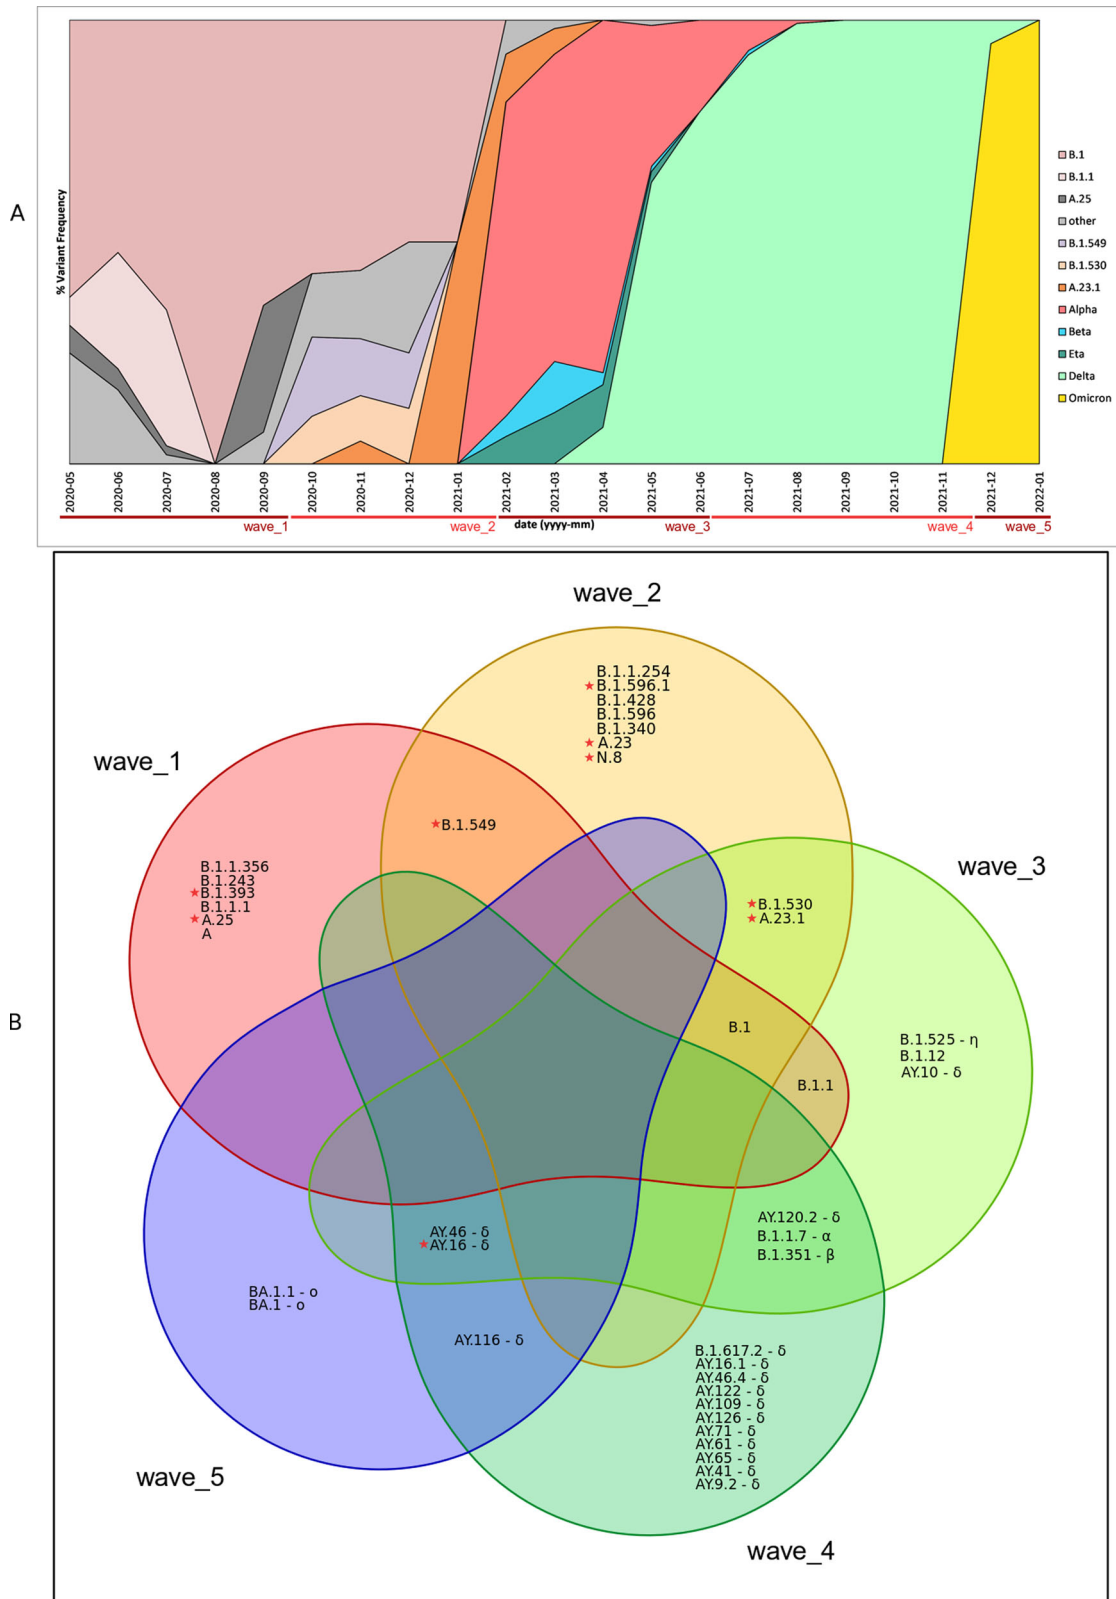 A
% Variant Frequency
B.1
B.1.1
A.25
other
B.1.549
B.1.530
A.23.1
Alpha
Beta
Eta
Delta
Omicron
2020-05
2020-06
2020-07
2020-08
2020-09
2020-10
2020-11
2020-12
2021-01
2021-02
2021-03
2021-04
2021-05
2021-06
2021-07
2021-08
2021-09
2021-10
2021-11
2021-12
2022-01
wave_1
wave_2
date (yyyy-mm)
wave_3
wave_4
wave_5
B
wave_2
B.1.1.254
★ B.1.596.1
B.1.428
B.1.596
B.1.340
★ A.23
★ N.8
wave_1
★ B.1.549
wave_3
B.1.1.356
B.1.243
★ B.1.393
B.1.1.1
★ A.25
A
★ B.1.530
★ A.23.1
B.1
B.1.1
B.1.525 - η
B.1.12
AY.10 - δ
AY.120.2 - δ
B.1.1.7 - α
B.1.351 - β
AY.46 - δ
★ AY.16 - δ
BA.1.1 - o
BA.1 - o
AY.116 - δ
B.1.617.2 - δ
AY.16.1 - δ
AY.46.4 - δ
AY.122 - δ
AY.109 - δ
AY.126 - δ
AY.71 - δ
AY.61 - δ
AY.65 - δ
AY.41 - δ
AY.9.2 - δ
wave_5
wave_4